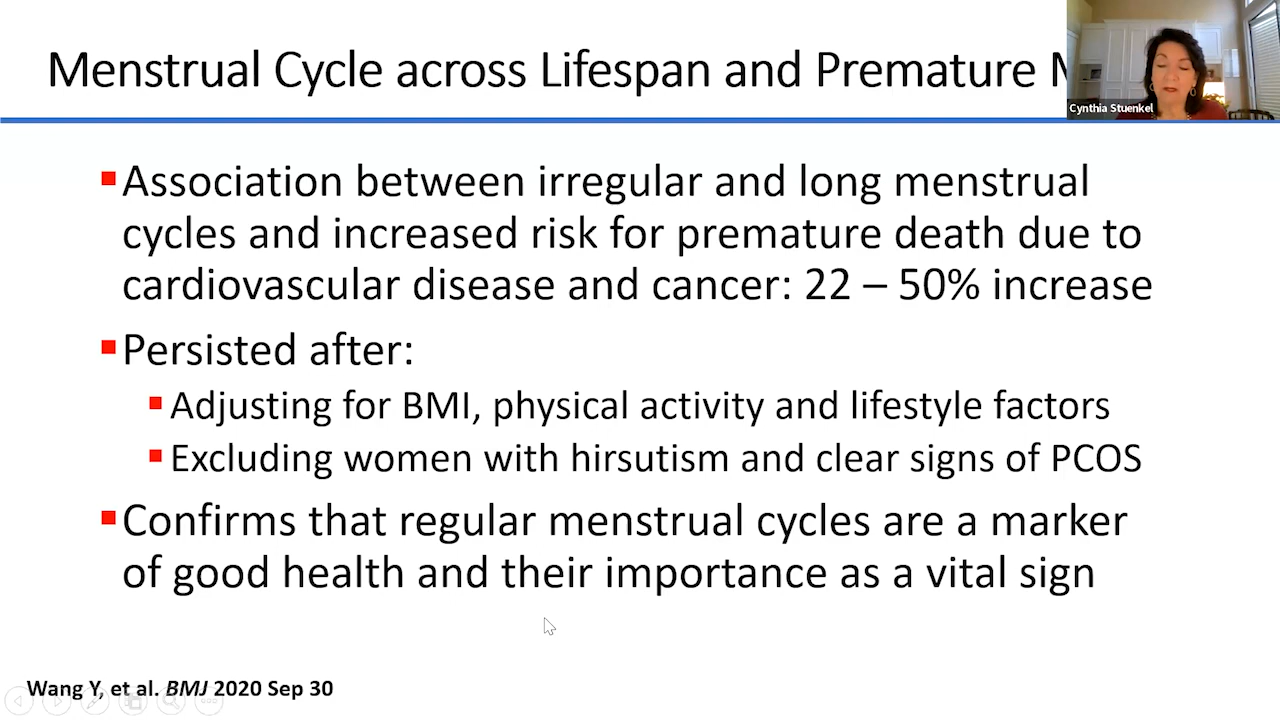 Menstrual Cycle across Lifespan and Premature
Cynthia Stuenkel
▪Association between irregular and long menstrual
cycles and increased risk for premature death due to
cardiovascular disease and cancer: 22 – 50% increase
▪Persisted after:
▪Adjusting for BMI, physical activity and lifestyle factors
▪Excluding women with hirsutism and clear signs of PCOS
▪Confirms that regular menstrual cycles are a marker
of good health and their importance as a vital sign
Wang Y, et al. BMJ 2020 Sep 30